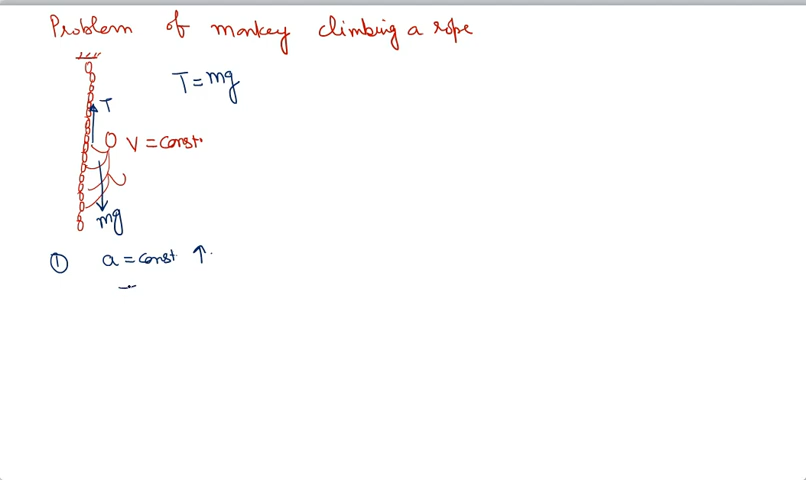 Problem of monkey climbing a rope
T = mg
T
V = const.
mg
① a = const. ↑.